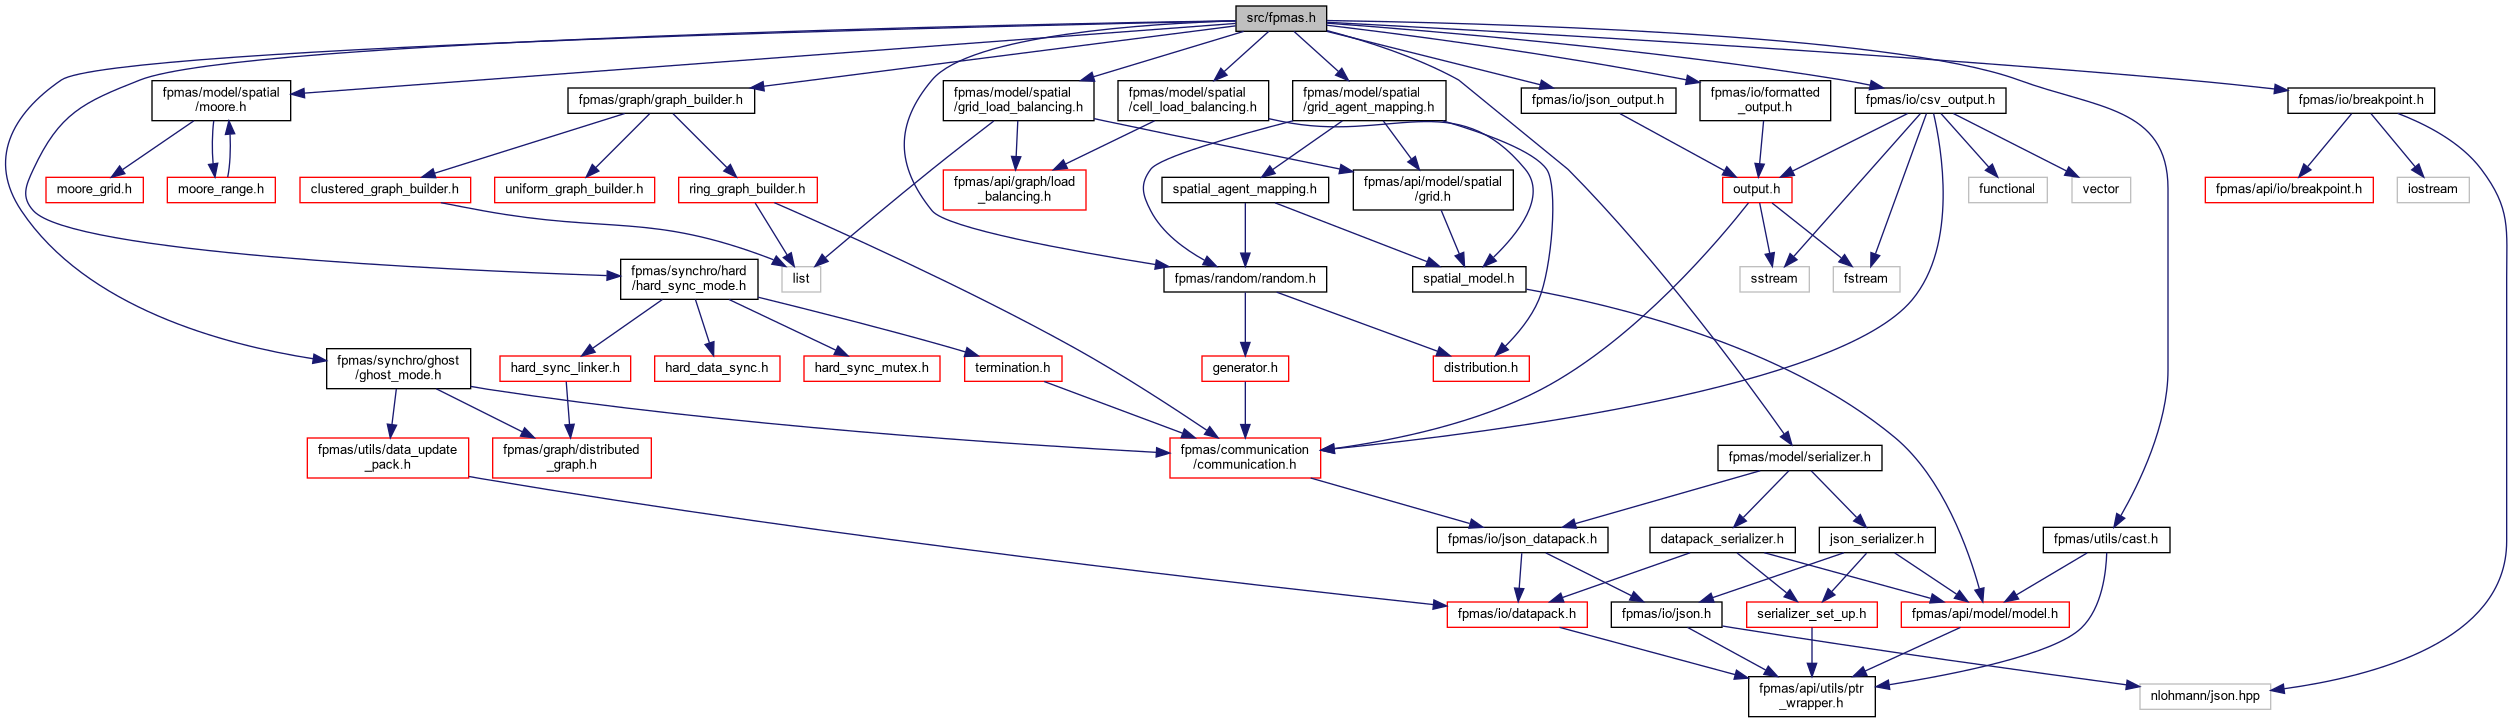 src/fpmas.h
fpmas/model/spatial
/moore.h
fpmas/graph/graph_builder.h
fpmas/model/spatial
/grid_load_balancing.h
fpmas/model/spatial
/cell_load_balancing.h
fpmas/model/spatial
/grid_agent_mapping.h
fpmas/io/json_output.h
fpmas/io/formatted
_output.h
fpmas/io/csv_output.h
fpmas/io/breakpoint.h
moore_grid.h
moore_range.h
clustered_graph_builder.h
uniform_graph_builder.h
ring_graph_builder.h
fpmas/api/graph/load
_balancing.h
spatial_agent_mapping.h
fpmas/api/model/spatial
/grid.h
output.h
functional
vector
fpmas/api/io/breakpoint.h
iostream
fpmas/synchro/hard
/hard_sync_mode.h
list
fpmas/random/random.h
spatial_model.h
sstream
fstream
fpmas/synchro/ghost
/ghost_mode.h
hard_sync_linker.h
hard_data_sync.h
hard_sync_mutex.h
termination.h
generator.h
distribution.h
fpmas/utils/data_update
_pack.h
fpmas/graph/distributed
_graph.h
fpmas/communication
/communication.h
fpmas/model/serializer.h
fpmas/io/json_datapack.h
datapack_serializer.h
json_serializer.h
fpmas/utils/cast.h
fpmas/io/datapack.h
fpmas/io/json.h
serializer_set_up.h
fpmas/api/model/model.h
fpmas/api/utils/ptr
_wrapper.h
nlohmann/json.hpp